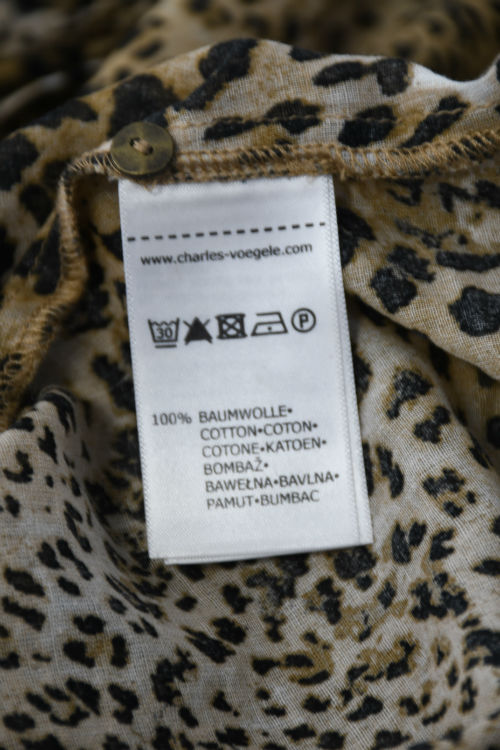 www.charles-voegele.com
30 P
100% BAUMWOLLE•
COTTON•COTON•
COTONE•KATOEN•
BOMBAŽ•
BAWEŁNA•BAVLNA•
PAMUT•BUMBAC